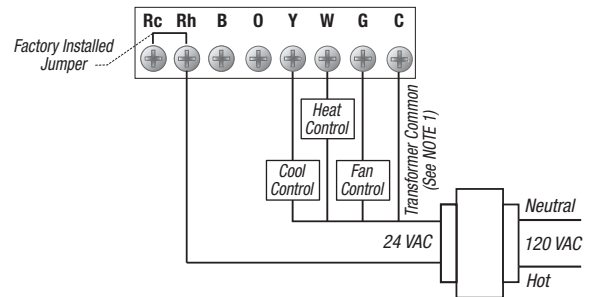 Rc Rh B O Y W G C
Factory Installed
Jumper
Heat
Control
Cool
Control
Fan
Control
Transformer Common
(See NOTE 1)
24 VAC
Neutral
120 VAC
Hot